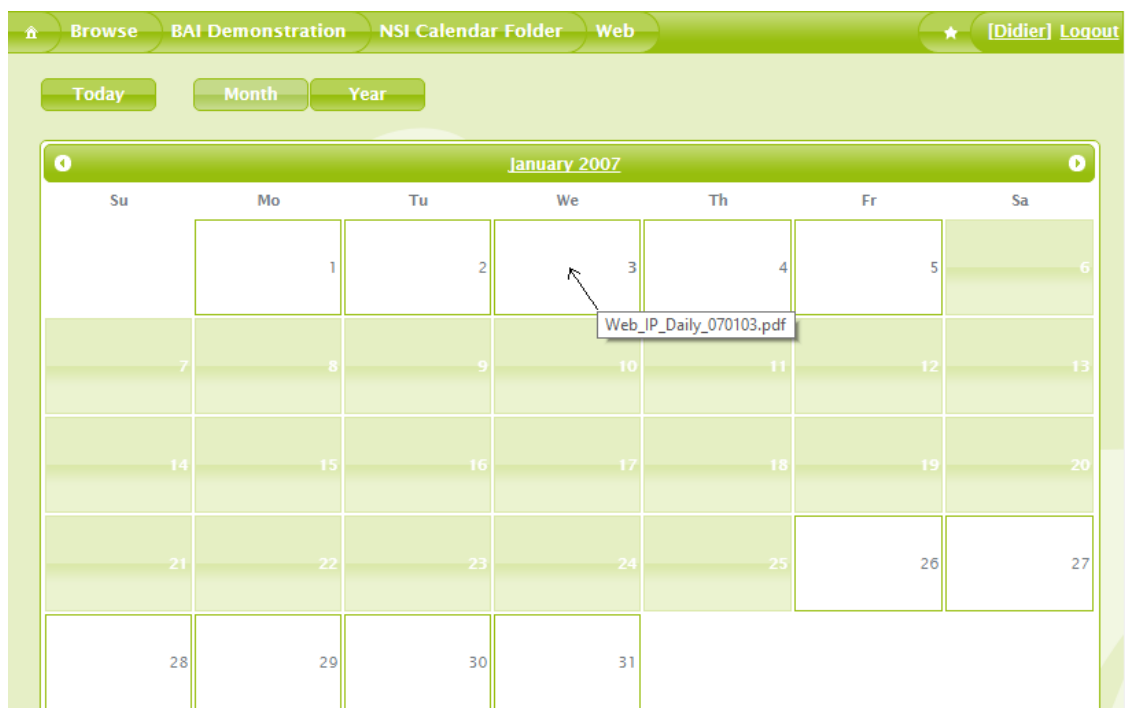 Browse BAI Demonstration NSI Calendar Folder Web [Didier] Logout
Today Month Year
January 2007
Su Mo Tu We Th Fr Sa
1 2 3 4 5 6
Web_IP_Daily_070103.pdf
7 8 9 10 11 12 13
14 15 16 17 18 19 20
21 22 23 24 25 26 27
28 29 30 31